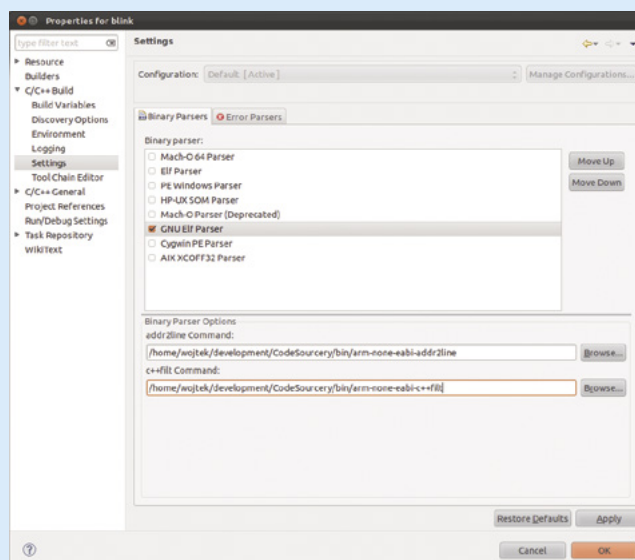 Properties for blink
type filter text
Settings
Resource
Builders
C/C++ Build
Build Variables
Discovery Options
Environment
Logging
Settings
Tool Chain Editor
C/C++ General
Project References
Run/Debug Settings
Task Repository
WikiText
Configuration: Default [Active]
Manage Configurations...
Binary Parsers
Error Parsers
Binary parser:
Mach-O 64 Parser
Elf Parser
PE Windows Parser
HP-UX SOM Parser
Mach-O Parser (Deprecated)
GNU Elf Parser
Cygwin PE Parser
AIX XCOFF32 Parser
Move Up
Move Down
Binary Parser Options
addr2line Command:
/home/wojtek/development/CodeSourcery/bin/arm-none-eabi-addr2line
Browse...
c++filt Command:
/home/wojtek/development/CodeSourcery/bin/arm-none-eabi-c++filt
Browse...
Restore Defaults
Apply
?
Cancel
OK